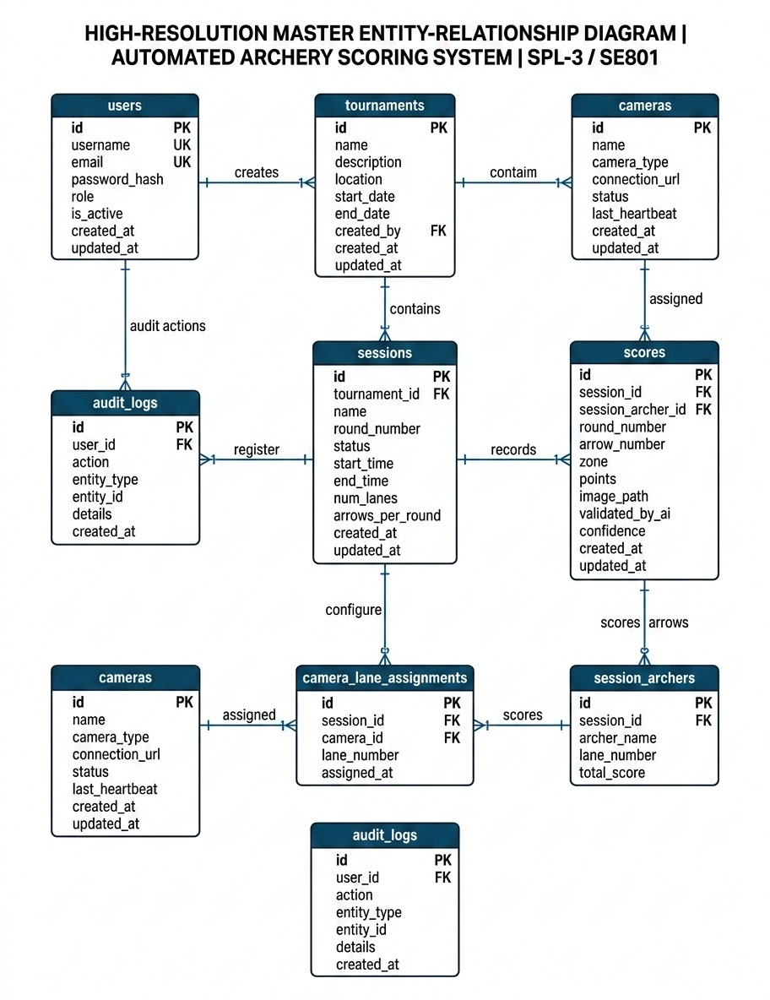 HIGH-RESOLUTION MASTER ENTITY-RELATIONSHIP DIAGRAM |
AUTOMATED ARCHERY SCORING SYSTEM | SPL-3 / SE801
users
id PK
username UK
email UK
password_hash
role
is_active
created_at
updated_at
creates
tournaments
id PK
name
description
location
start_date
end_date
created_by FK
created_at
updated_at
contaim
cameras
id PK
name
camera_type
connection_url
status
last_heartbeat
created_at
updated_at
audit actions
contains
assigned
audit_logs
id PK
user_id FK
action
entity_type
entity_id
details
created_at
register
sessions
id PK
tournament_id FK
name
round_number
status
start_time
end_time
num_lanes
arrows_per_round
created_at
updated_at
records
scores
id PK
session_id FK
session_archer_id FK
round_number
arrow_number
zone
points
image_path
validated_by_ai
confidence
created_at
updated_at
configure
scores arrows
cameras
id PK
name
camera_type
connection_url
status
last_heartbeat
created_at
updated_at
assigned
camera_lane_assignments
id PK
session_id FK
camera_id FK
lane_number
assigned_at
scores
session_archers
id PK
session_id FK
archer_name
lane_number
total_score
audit_logs
id PK
user_id FK
action
entity_type
entity_id
details
created_at